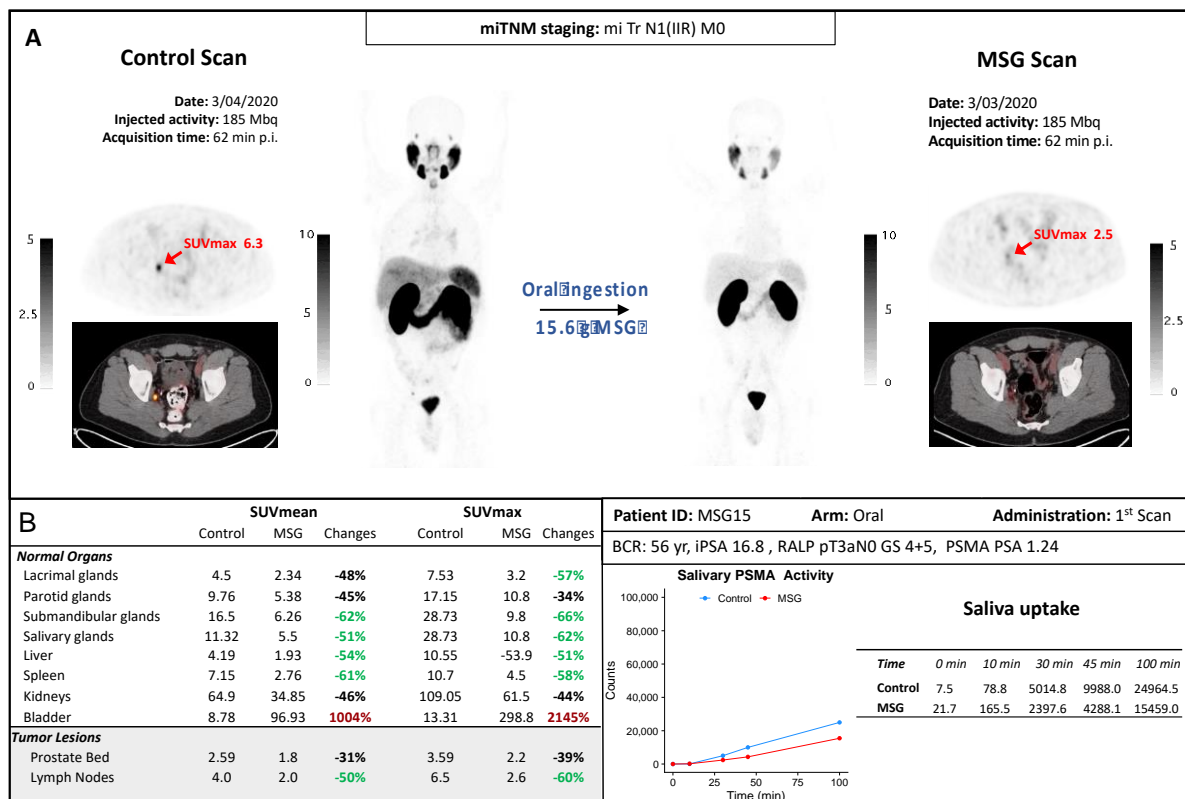 A
miTNM staging: mi Tr N1(IIR) M0
Control Scan
Date: 3/04/2020
Injected activity: 185 Mbq
Acquisition time: 62 min p.i.
MSG Scan
Date: 3/03/2020
Injected activity: 185 Mbq
Acquisition time: 62 min p.i.
5
2.5
0
SUVmax 6.3
10
5
0
Oral Ingestion
15.6 g MSG
10
5
0
SUVmax 2.5
5
2.5
0
B
SUVmean SUVmax
Control MSG Changes Control MSG Changes
Normal Organs
Lacrimal glands 4.5 2.34 -48% 7.53 3.2 -57%
Parotid glands 9.76 5.38 -45% 17.15 10.8 -34%
Submandibular glands 16.5 6.26 -62% 28.73 9.8 -66%
Salivary glands 11.32 5.5 -51% 28.73 10.8 -62%
Liver 4.19 1.93 -54% 10.55 -53.9 -51%
Spleen 7.15 2.76 -61% 10.7 4.5 -58%
Kidneys 64.9 34.85 -46% 109.05 61.5 -44%
Bladder 8.78 96.93 1004% 13.31 298.8 2145%
Tumor Lesions
Prostate Bed 2.59 1.8 -31% 3.59 2.2 -39%
Lymph Nodes 4.0 2.0 -50% 6.5 2.6 -60%
Patient ID: MSG15 Arm: Oral Administration: 1st Scan
BCR: 56 yr, iPSA 16.8 , RALP pT3aN0 GS 4+5, PSMA PSA 1.24
Salivary PSMA Activity
Control MSG
Counts
100,000
80,000
60,000
40,000
20,000
0
0 25 50 75 100
Time (min)
Saliva uptake
Time 0 min 10 min 30 min 45 min 100 min
Control 7.5 78.8 5014.8 9988.0 24964.5
MSG 21.7 165.5 2397.6 4288.1 15459.0